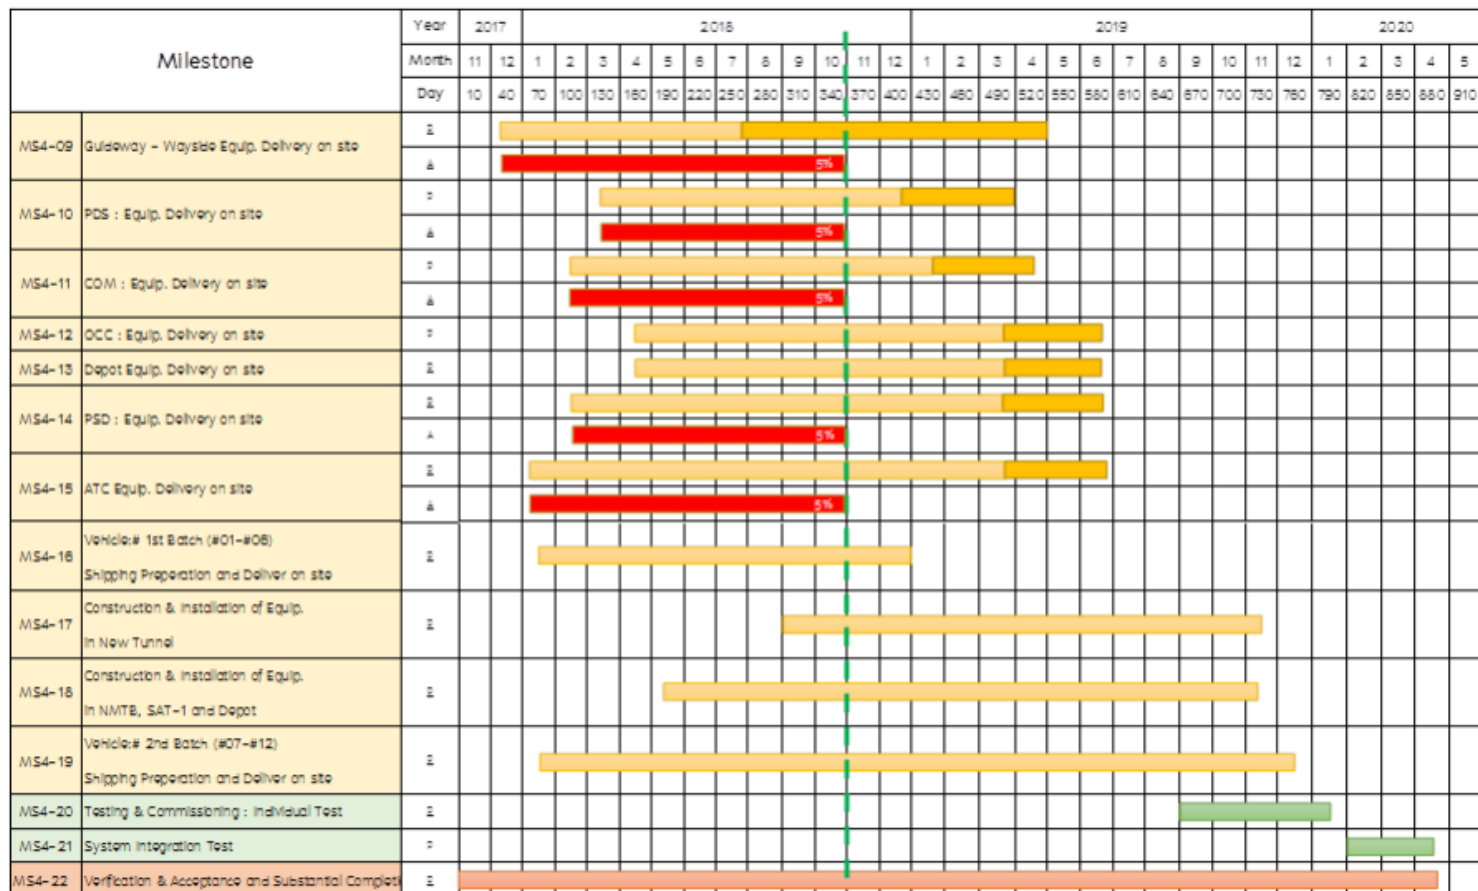 Year 2017 2018 2019 2020
Milestone
Month 11 12 1 2 3 4 5 6 7 8 9 10 11 12 1 2 3 4 5 6 7 8 9 10 11 12 1 2 3 4 5
Day 10 40 70 100 130 160 190 220 250 280 310 340 370 400 430 460 490 520 550 580 610 640 670 700 730 760 790 820 850 880 910
MS4-09 Guideway - Wayside Equip. Delivery on site
5%
MS4-10 PDS : Equip. Delivery on site
5%
MS4-11 COM : Equip. Delivery on site
5%
MS4-12 OCC : Equip. Delivery on site
MS4-13 Depot Equip. Delivery on site
MS4-14 PSD : Equip. Delivery on site
5%
MS4-15 ATC Equip. Delivery on site
5%
Vehicle:# 1st Batch (#01-#06)
MS4-16
Shipping Preperation and Deliver on site
Construction & Installation of Equip.
MS4-17
In New Tunnel
Construction & Installation of Equip.
MS4-18
In NMTB, SAT-1 and Depot
Vehicle:# 2nd Batch (#07-#12)
MS4-19
Shipping Preperation and Deliver on site
MS4-20 Testing & Commissioning : Individual Test
MS4-21 System Integration Test
MS4-22 Verification & Acceptance and Substantial Completi